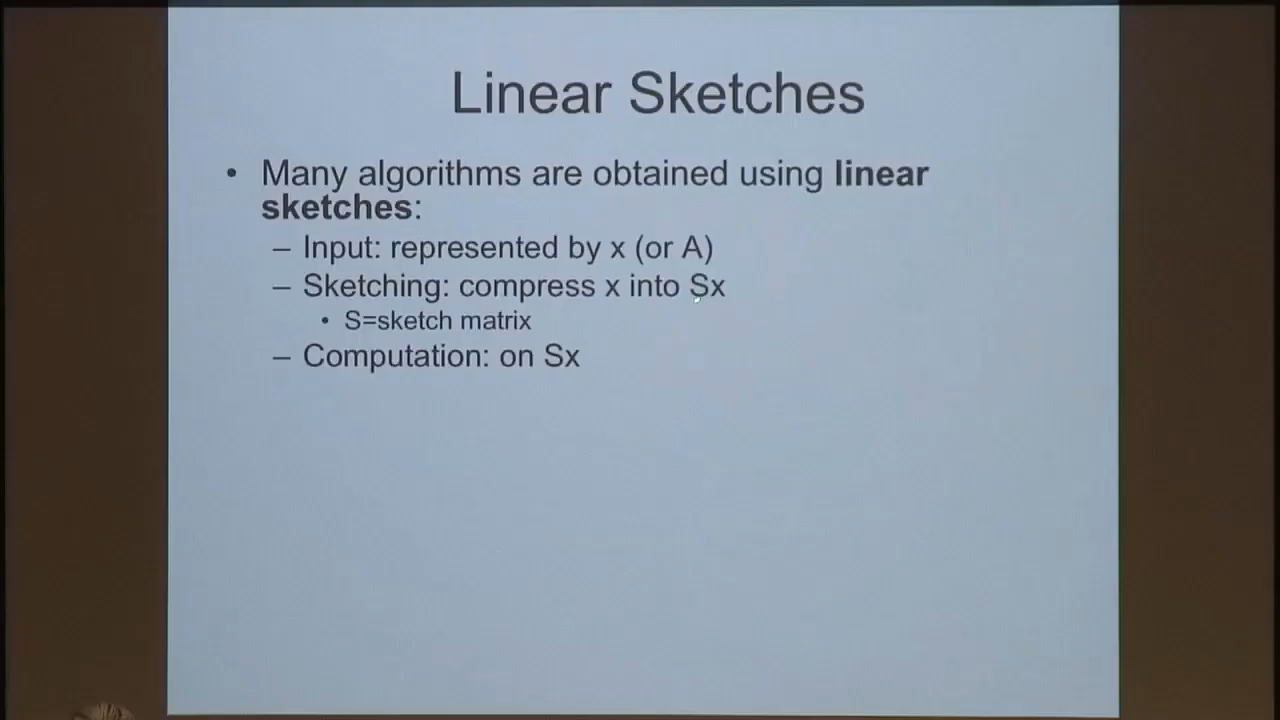 Linear Sketches
• Many algorithms are obtained using linear
sketches:
– Input: represented by x (or A)
– Sketching: compress x into Sx
• S=sketch matrix
– Computation: on Sx